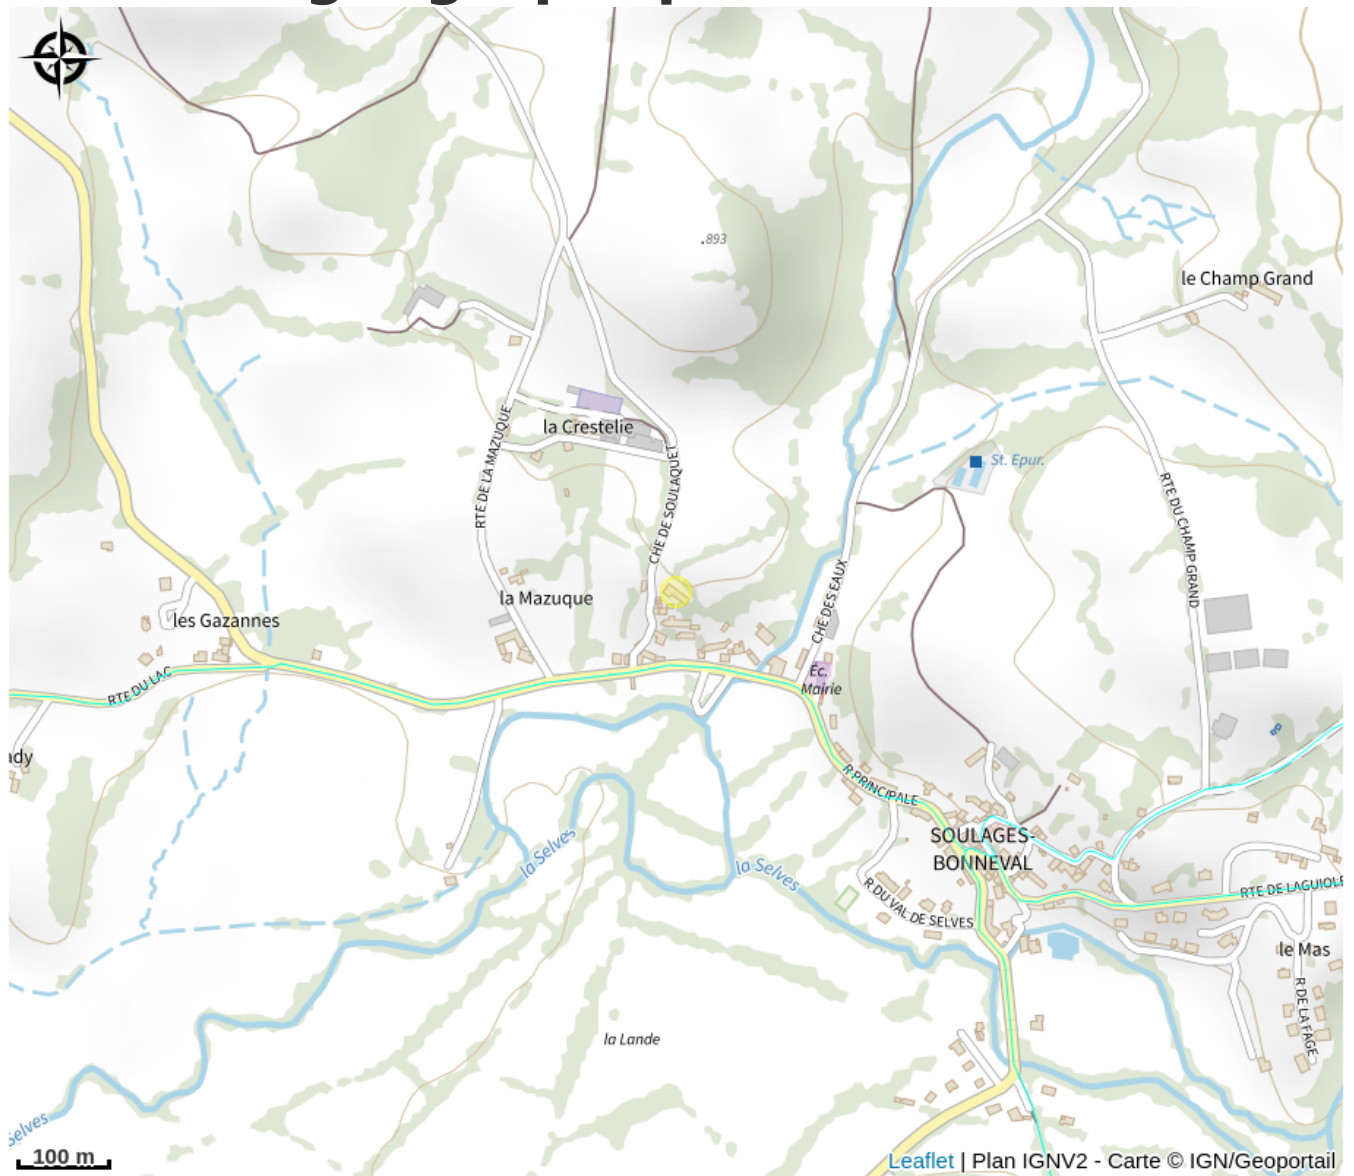 .893
le Champ Grand
RTE DE LA MAZUQUE
la Crestelie
CHE DE SOULAQUET
St. Epur.
RTE DU CHAMP GRAND
la Mazuque
CHE DES EAUX
les Gazannes
RTE DU LAC
Ec.
Mairie
ady
R PRINCIPALE
SOULAGES-
BONNEVAL
la Selves
la Selves
R DU VAL DE SELVES
RTE DE LAGUIOLE
le Mas
R DE LA FAGE
la Lande
Selves
100 m
Leaflet | Plan IGNV2 - Carte © IGN/Geoportail